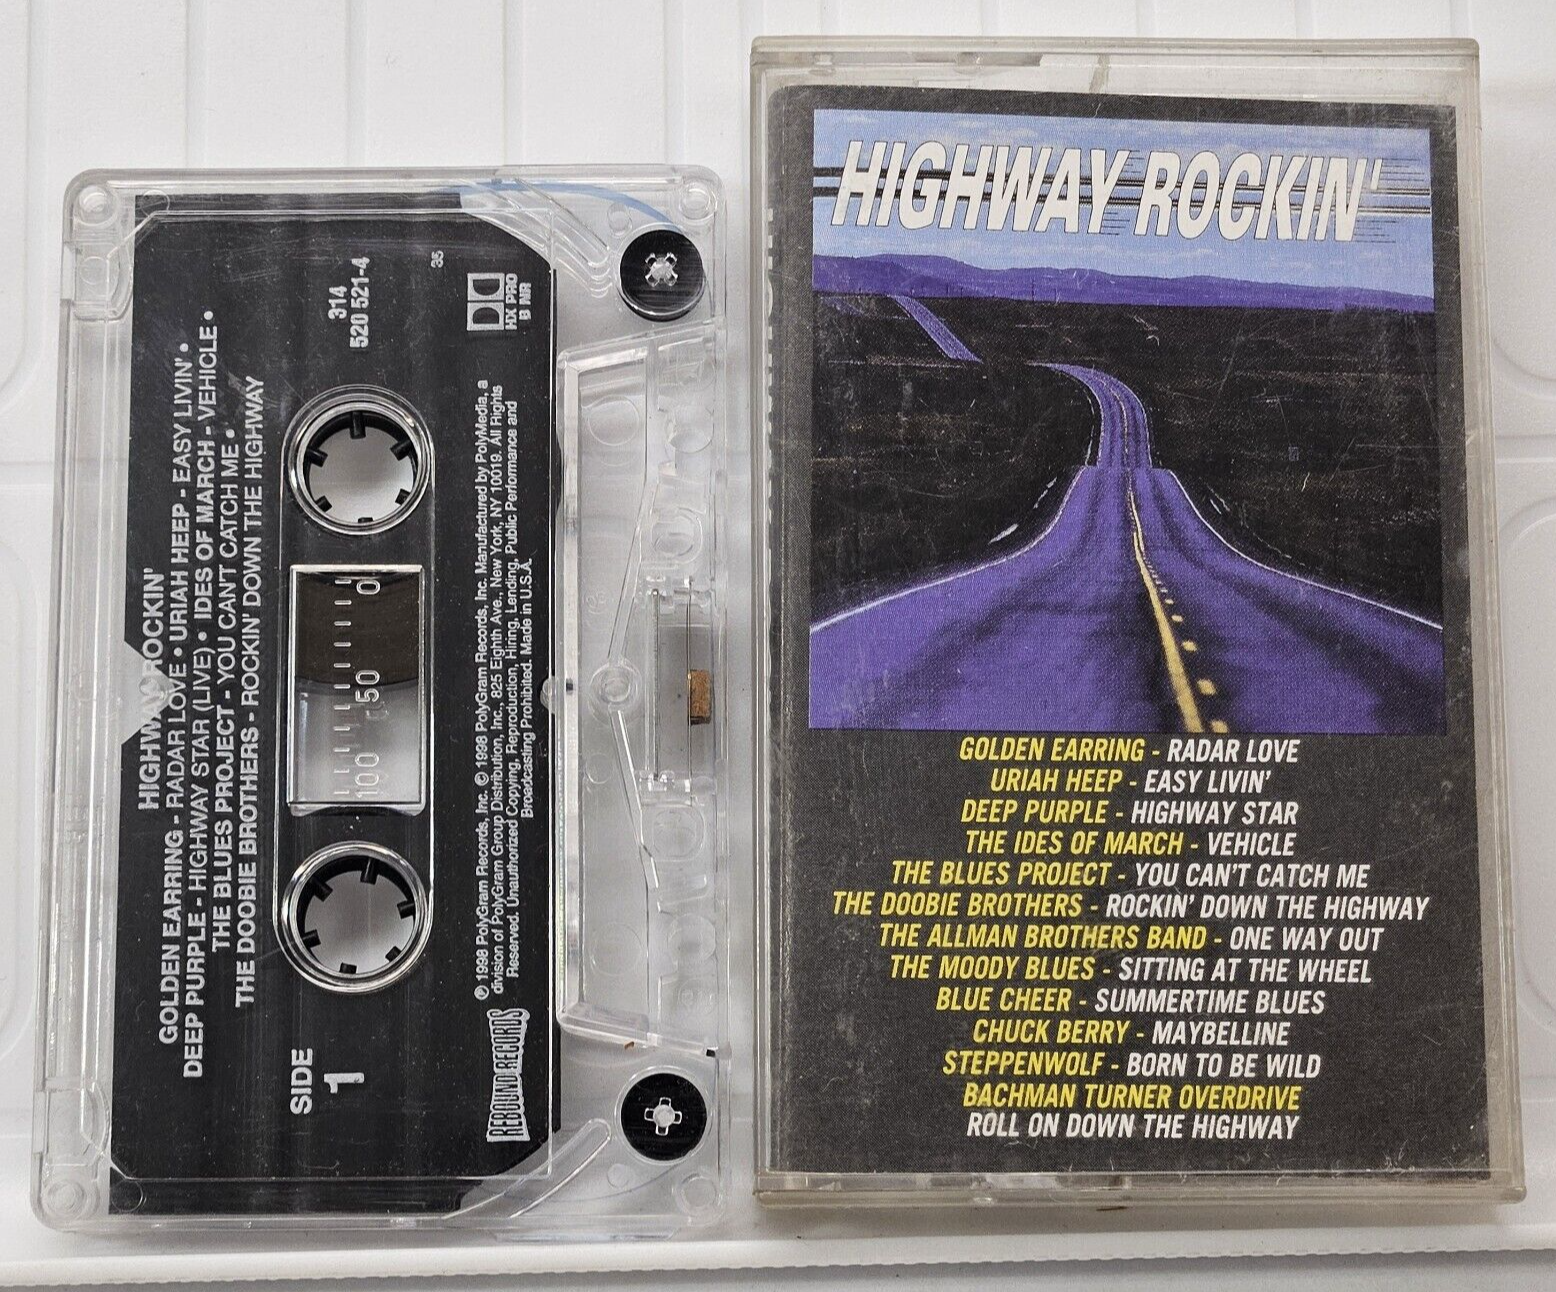 HIGHWAY ROCKIN'
GOLDEN EARRING - RADAR LOVE • URIAH HEEP - EASY LIVIN' •
DEEP PURPLE - HIGHWAY STAR (LIVE) • IDES OF MARCH - VEHICLE •
THE BLUES PROJECT - YOU CAN'T CATCH ME •
THE DOOBIE BROTHERS - ROCKIN' DOWN THE HIGHWAY
SIDE
1
314
520 521-4
100 50 0
35
HX PRO
B NR
REBOUND RECORDS
℗ 1998 PolyGram Records, Inc. © 1998 PolyGram Records, Inc. Manufactured by PolyMedia, a
division of PolyGram Group Distribution, Inc., 825 Eighth Ave., New York, NY 10019. All Rights
Reserved. Unauthorized Copying, Reproduction, Hiring, Lending, Public Performance and
Broadcasting Prohibited. Made in U.S.A.
HIGHWAY ROCKIN'
GOLDEN EARRING - RADAR LOVE
URIAH HEEP - EASY LIVIN'
DEEP PURPLE - HIGHWAY STAR
THE IDES OF MARCH - VEHICLE
THE BLUES PROJECT - YOU CAN'T CATCH ME
THE DOOBIE BROTHERS - ROCKIN' DOWN THE HIGHWAY
THE ALLMAN BROTHERS BAND - ONE WAY OUT
THE MOODY BLUES - SITTING AT THE WHEEL
BLUE CHEER - SUMMERTIME BLUES
CHUCK BERRY - MAYBELLINE
STEPPENWOLF - BORN TO BE WILD
BACHMAN TURNER OVERDRIVE
ROLL ON DOWN THE HIGHWAY